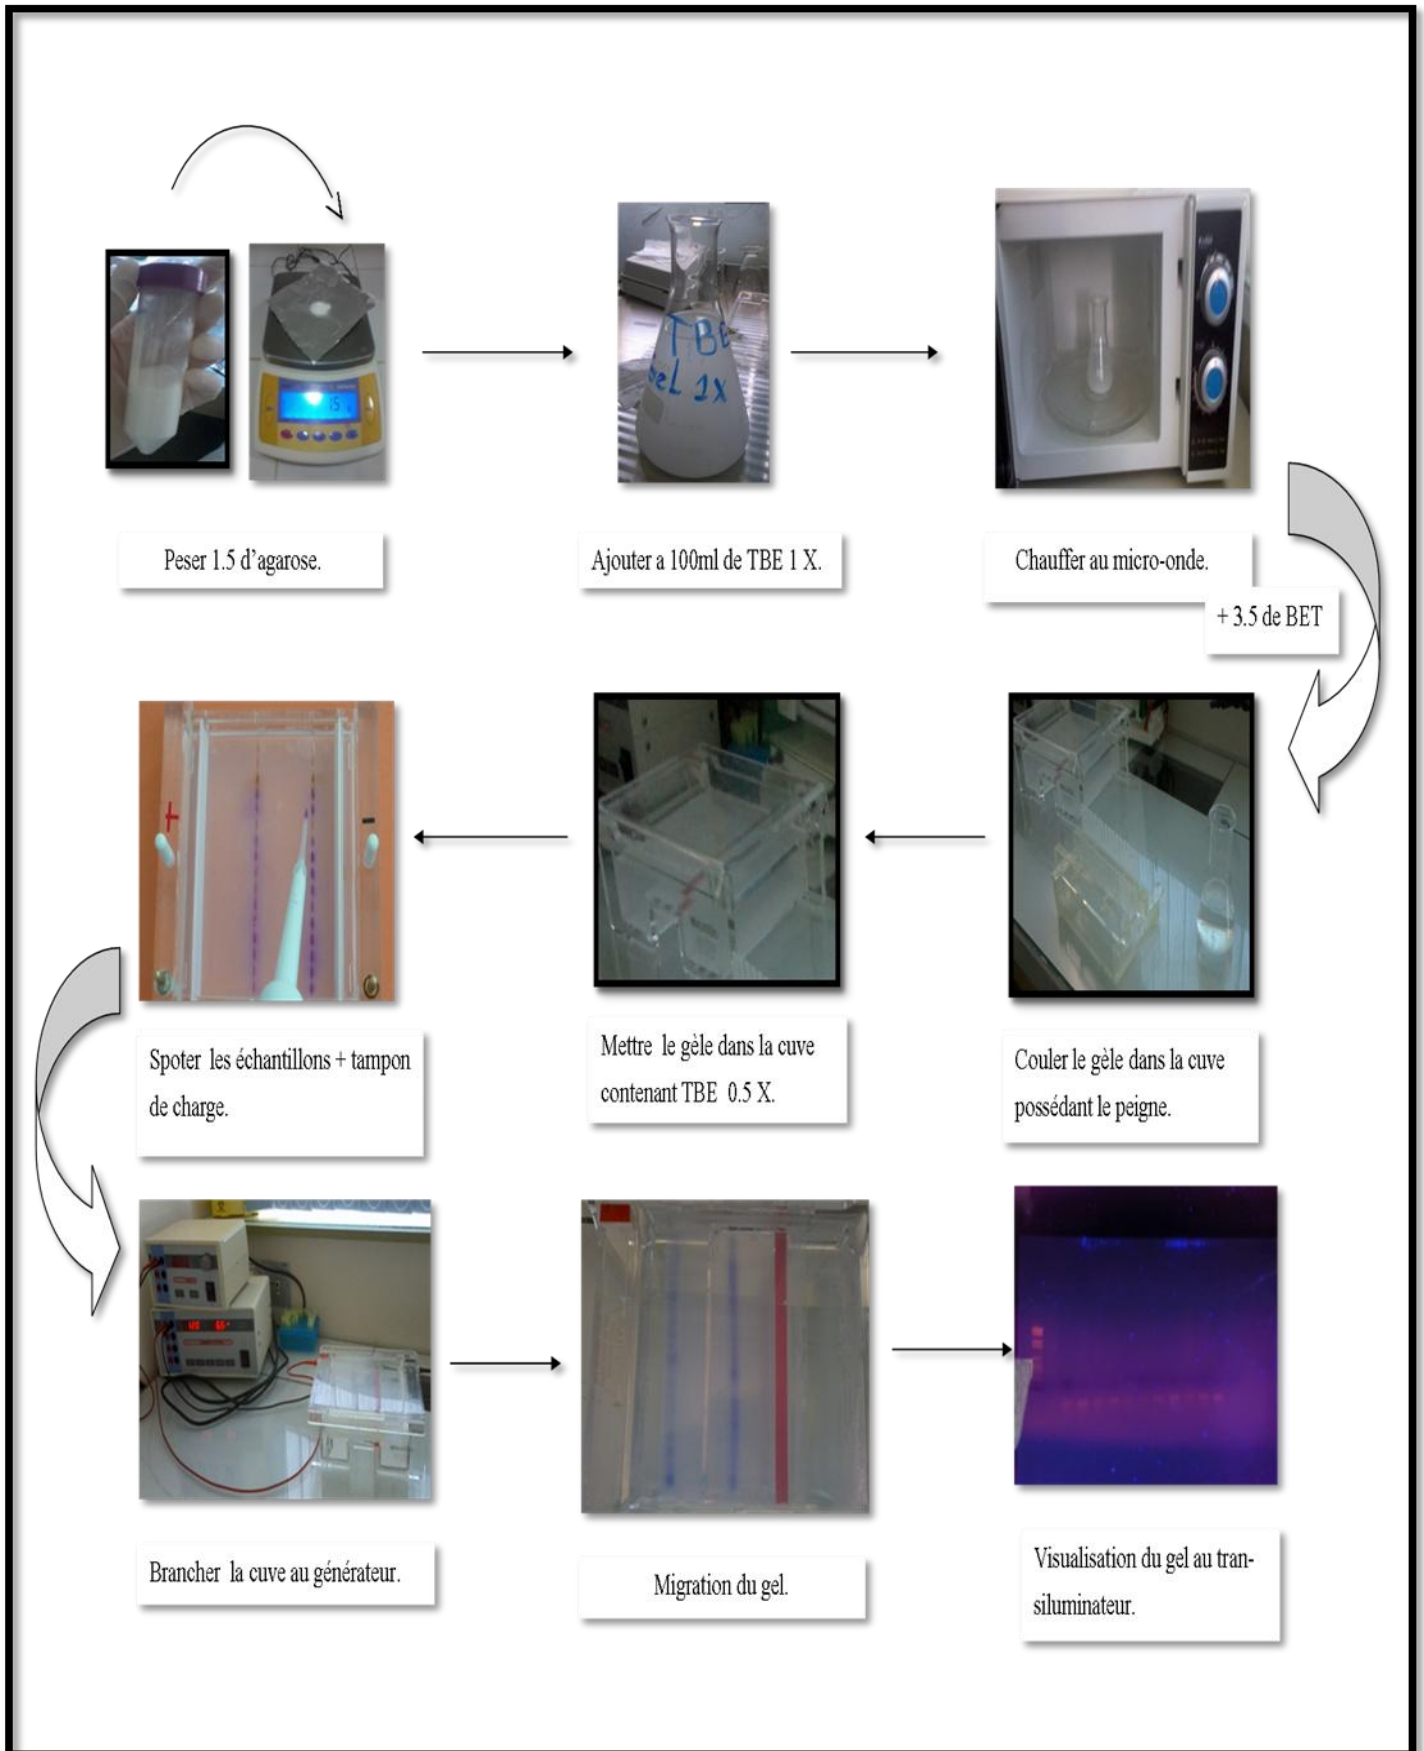 TBE
1X
Peser 1.5 d’agarose.
Ajouter a 100ml de TBE 1 X.
Chauffer au micro-onde.
+ 3.5 de BET
+
-
Spoter les échantillons + tampon
de charge.
Mettre le gèle dans la cuve
contenant TBE 0.5 X.
Couler le gèle dans la cuve
possédant le peigne.
Brancher la cuve au générateur.
Migration du gel.
Visualisation du gel au tran-
siluminateur.